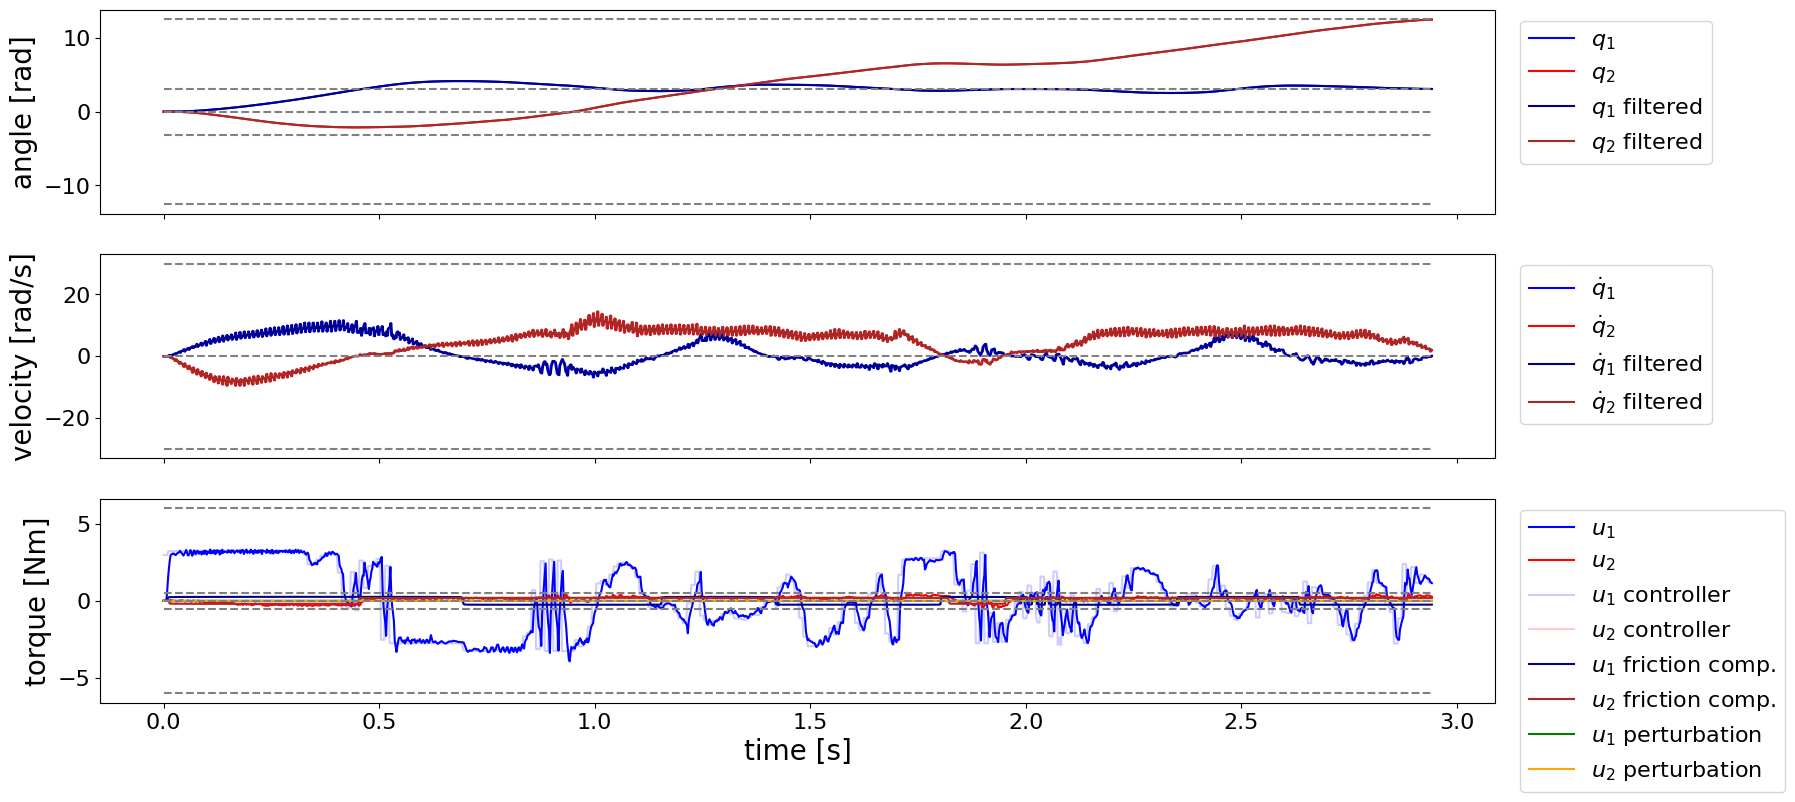 angle [rad]
10
0
−10
q₁
q₂
q₁ filtered
q₂ filtered
velocity [rad/s]
20
0
−20
q̇₁
q̇₂
q̇₁ filtered
q̇₂ filtered
torque [Nm]
5
0
−5
0.0 0.5 1.0 1.5 2.0 2.5 3.0
time [s]
u₁
u₂
u₁ controller
u₂ controller
u₁ friction comp.
u₂ friction comp.
u₁ perturbation
u₂ perturbation